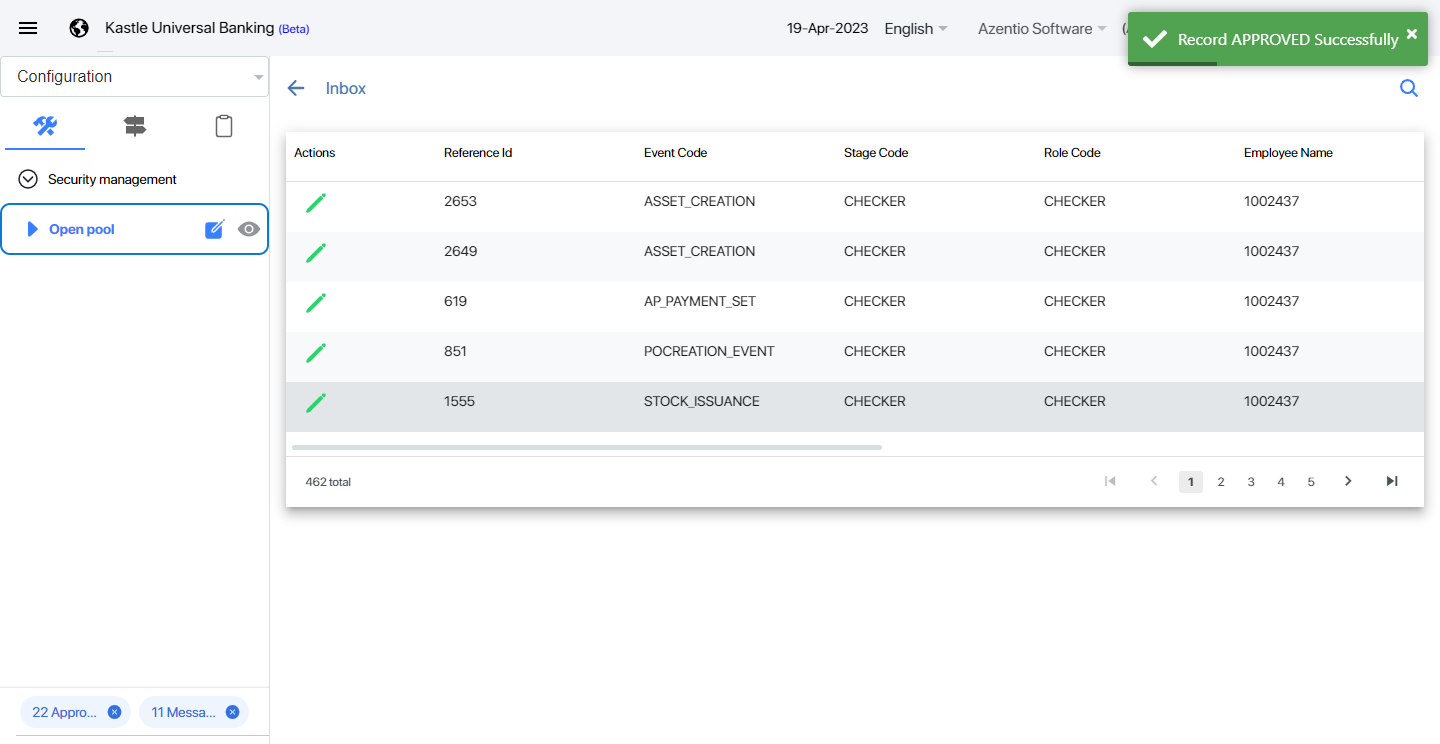 Kastle Universal Banking (Beta) 19-Apr-2023 English Azentio Software
Record APPROVED Successfully
Configuration
Inbox
Security management
Open pool
Actions Reference Id Event Code Stage Code Role Code Employee Name
2653 ASSET_CREATION CHECKER CHECKER 1002437
2649 ASSET_CREATION CHECKER CHECKER 1002437
619 AP_PAYMENT_SET CHECKER CHECKER 1002437
851 POCREATION_EVENT CHECKER CHECKER 1002437
1555 STOCK_ISSUANCE CHECKER CHECKER 1002437
462 total 1 2 3 4 5
22 Appro... 11 Messa...